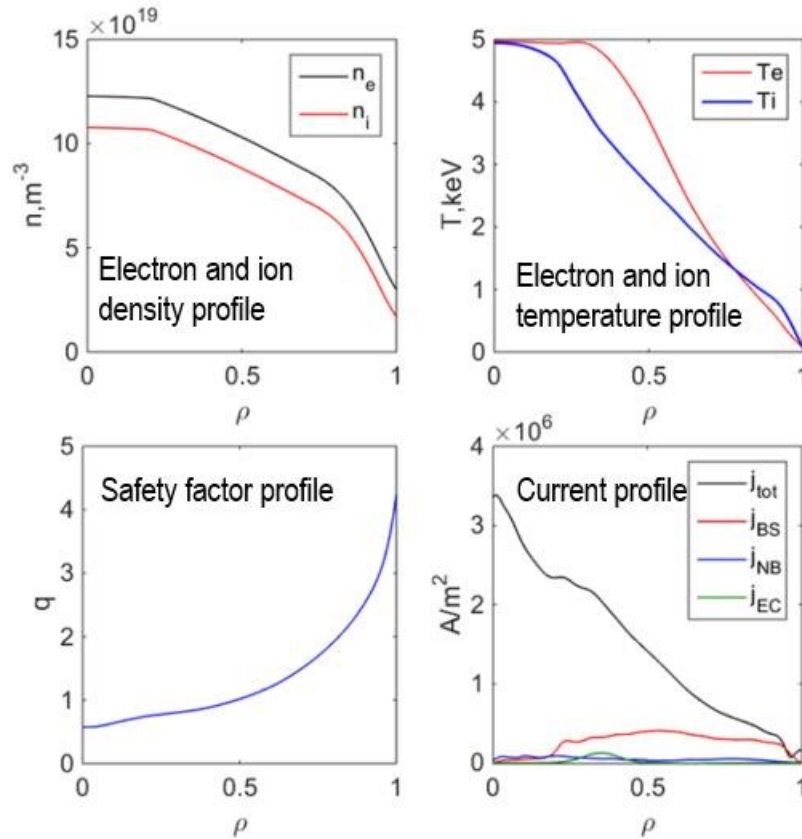 × 10^19
15
10
5
0
n,m^-3
n_e
n_i
Electron and ion
density profile
0
0.5
1
ρ
5
4
3
2
1
0
T,keV
Te
Ti
Electron and ion
temperature profile
0
0.5
1
ρ
5
4
3
2
1
0
q
Safety factor profile
0
0.5
1
ρ
× 10^6
4
3
2
1
0
A/m^2
Current profile
j_tot
j_BS
j_NB
j_EC
0
0.5
1
ρ